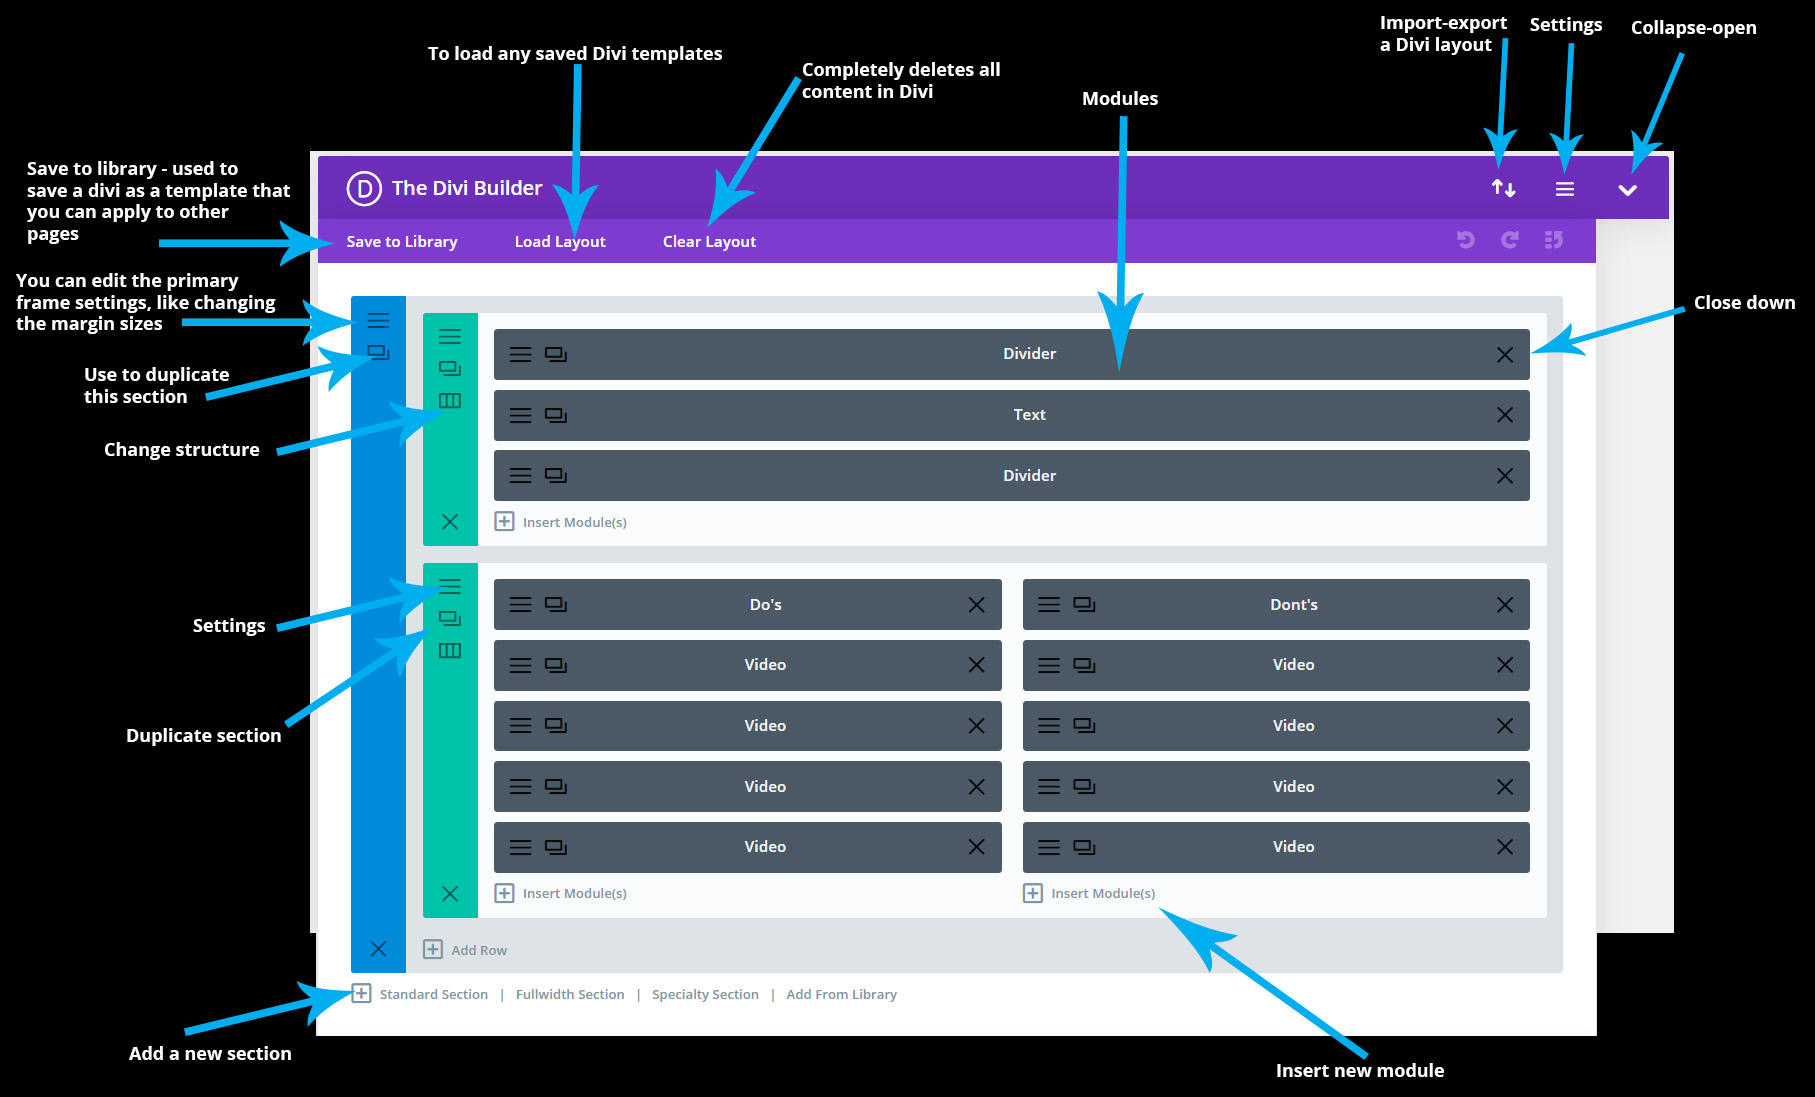 Import-export
a Divi layout
Settings
Collapse-open
To load any saved Divi templates
Completely deletes all
content in Divi
Modules
Save to library - used to
save a divi as a template that
you can apply to other
pages
D The Divi Builder
Save to Library
Load Layout
Clear Layout
You can edit the primary
frame settings, like changing
the margin sizes
Close down
Use to duplicate
this section
Change structure
Divider
Text
Divider
Insert Module(s)
Settings
Duplicate section
Do's
Dont's
Video
Video
Video
Video
Video
Video
Video
Video
Insert Module(s)
Insert Module(s)
Add Row
Standard Section | Fullwidth Section | Specialty Section | Add From Library
Add a new section
Insert new module